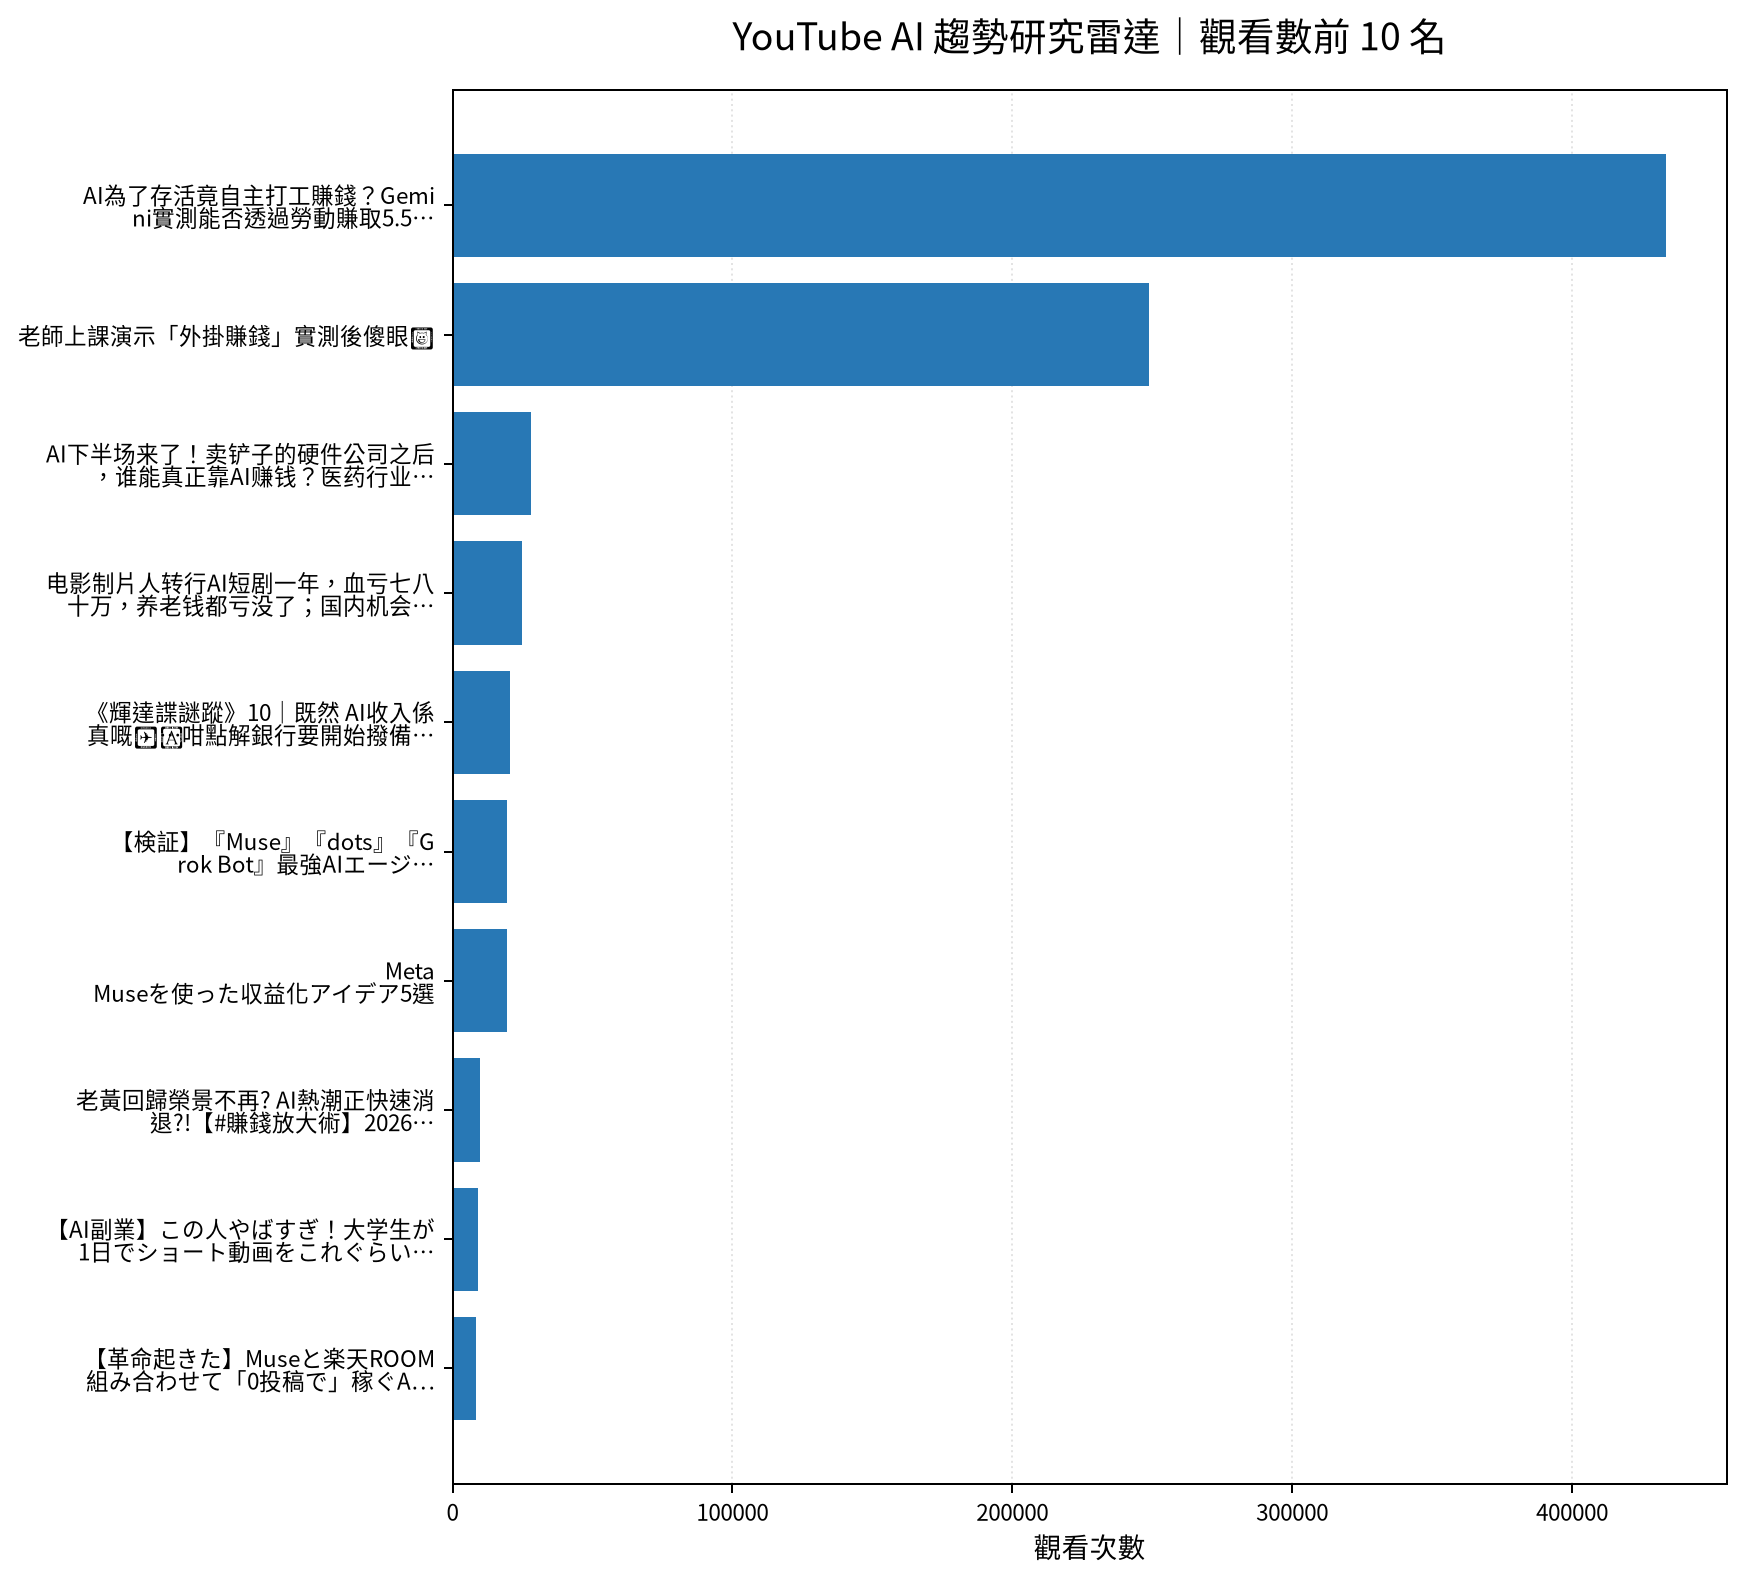 YouTube AI 趨勢研究雷達｜觀看數前 10 名
AI為了存活竟自主打工賺錢？Gemi
ni實測能否透過勞動賺取5.5…
老師上課演示「外掛賺錢」實測後傻眼
AI下半场来了！卖铲子的硬件公司之后
，谁能真正靠AI赚钱？医药行业…
电影制片人转行AI短剧一年，血亏七八
十万，养老钱都亏没了；国内机会…
《輝達諜謎蹤》10｜既然 AI收入係
真嘅咁點解銀行要開始撥備…
【検証】『Muse』『dots』『G
rok Bot』最強AIエージ…
Meta
Museを使った収益化アイデア5選
老黃回歸榮景不再? AI熱潮正快速消
退?!【#賺錢放大術】2026…
【AI副業】この人やばすぎ！大学生が
1日でショート動画をこれぐらい…
【革命起きた】Museと楽天ROOM
組み合わせて「0投稿で」稼ぐA…
0 100000 200000 300000 400000
觀看次數